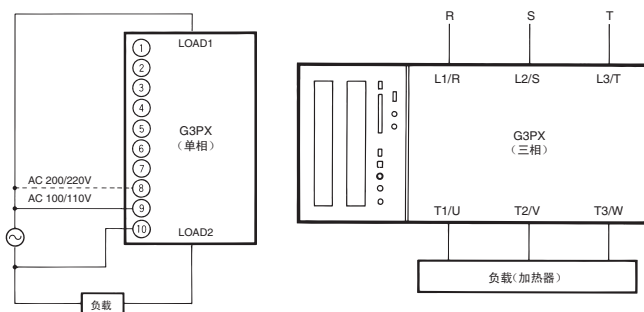 LOAD1
1
2
3
4
5
6
7
8
9
10
G3PX
(单相)
AC 200/220V
AC 100/110V
LOAD2
负载
R S T
L1/R L2/S L3/T
G3PX
(三相)
T1/U T2/V T3/W
负载(加热器)